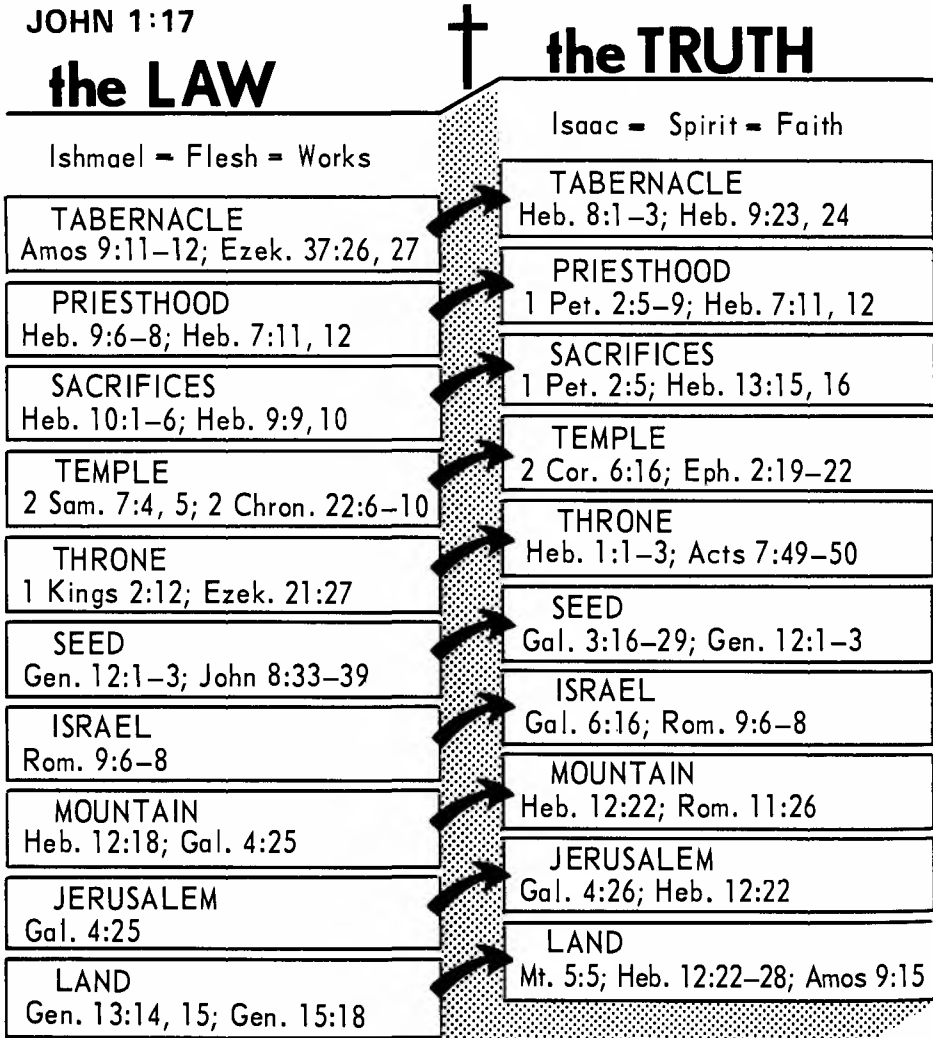 JOHN 1:17
the LAW
Ishmael = Flesh = Works
TABERNACLE
Amos 9:11–12; Ezek. 37:26, 27
PRIESTHOOD
Heb. 9:6–8; Heb. 7:11, 12
SACRIFICES
Heb. 10:1–6; Heb. 9:9, 10
TEMPLE
2 Sam. 7:4, 5; 2 Chron. 22:6–10
THRONE
1 Kings 2:12; Ezek. 21:27
SEED
Gen. 12:1–3; John 8:33–39
ISRAEL
Rom. 9:6–8
MOUNTAIN
Heb. 12:18; Gal. 4:25
JERUSALEM
Gal. 4:25
LAND
Gen. 13:14, 15; Gen. 15:18
the TRUTH
Isaac = Spirit = Faith
TABERNACLE
Heb. 8:1–3; Heb. 9:23, 24
PRIESTHOOD
1 Pet. 2:5–9; Heb. 7:11, 12
SACRIFICES
1 Pet. 2:5; Heb. 13:15, 16
TEMPLE
2 Cor. 6:16; Eph. 2:19–22
THRONE
Heb. 1:1–3; Acts 7:49–50
SEED
Gal. 3:16–29; Gen. 12:1–3
ISRAEL
Gal. 6:16; Rom. 9:6–8
MOUNTAIN
Heb. 12:22; Rom. 11:26
JERUSALEM
Gal. 4:26; Heb. 12:22
LAND
Mt. 5:5; Heb. 12:22–28; Amos 9:15